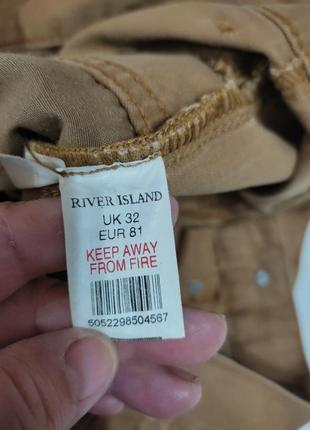 RIVER ISLAND
UK 32
EUR 81
KEEP AWAY
FROM FIRE
5052298504567